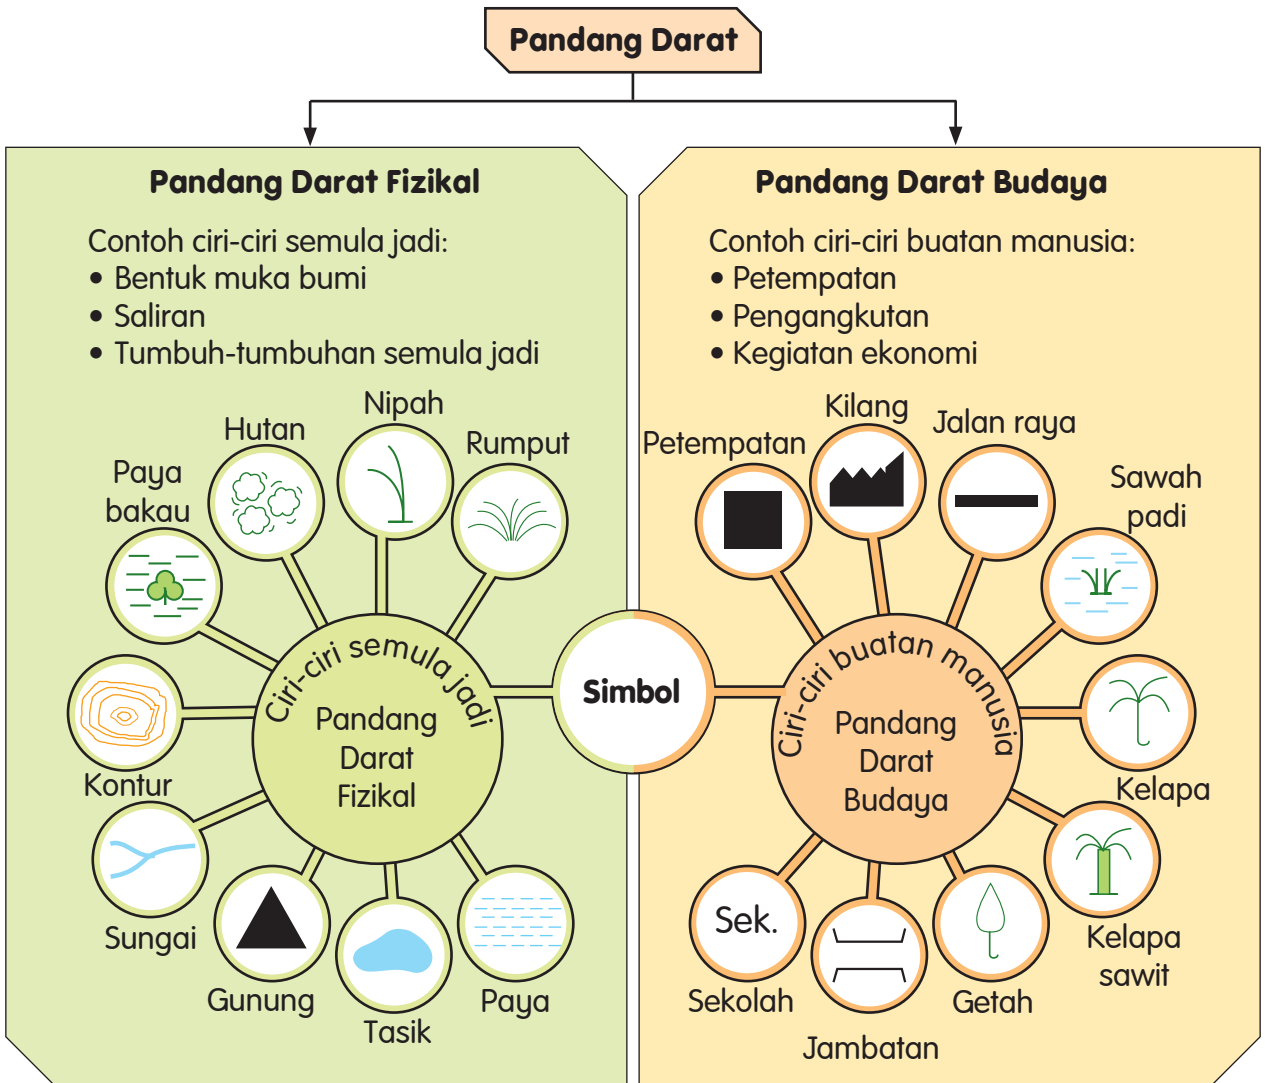 Pandang Darat
Pandang Darat Fizikal
Contoh ciri-ciri semula jadi:
• Bentuk muka bumi
• Saliran
• Tumbuh-tumbuhan semula jadi
Nipah
Hutan
Rumput
Paya
bakau
Ciri-ciri semula jadi
Pandang
Darat
Fizikal
Kontur
Sungai
Gunung
Tasik
Paya
Simbol
Pandang Darat Budaya
Contoh ciri-ciri buatan manusia:
• Petempatan
• Pengangkutan
• Kegiatan ekonomi
Kilang
Jalan raya
Petempatan
Sawah
padi
Ciri-ciri buatan manusia
Pandang
Darat
Budaya
Kelapa
Kelapa
sawit
Sek.
Sekolah
Jambatan
Getah